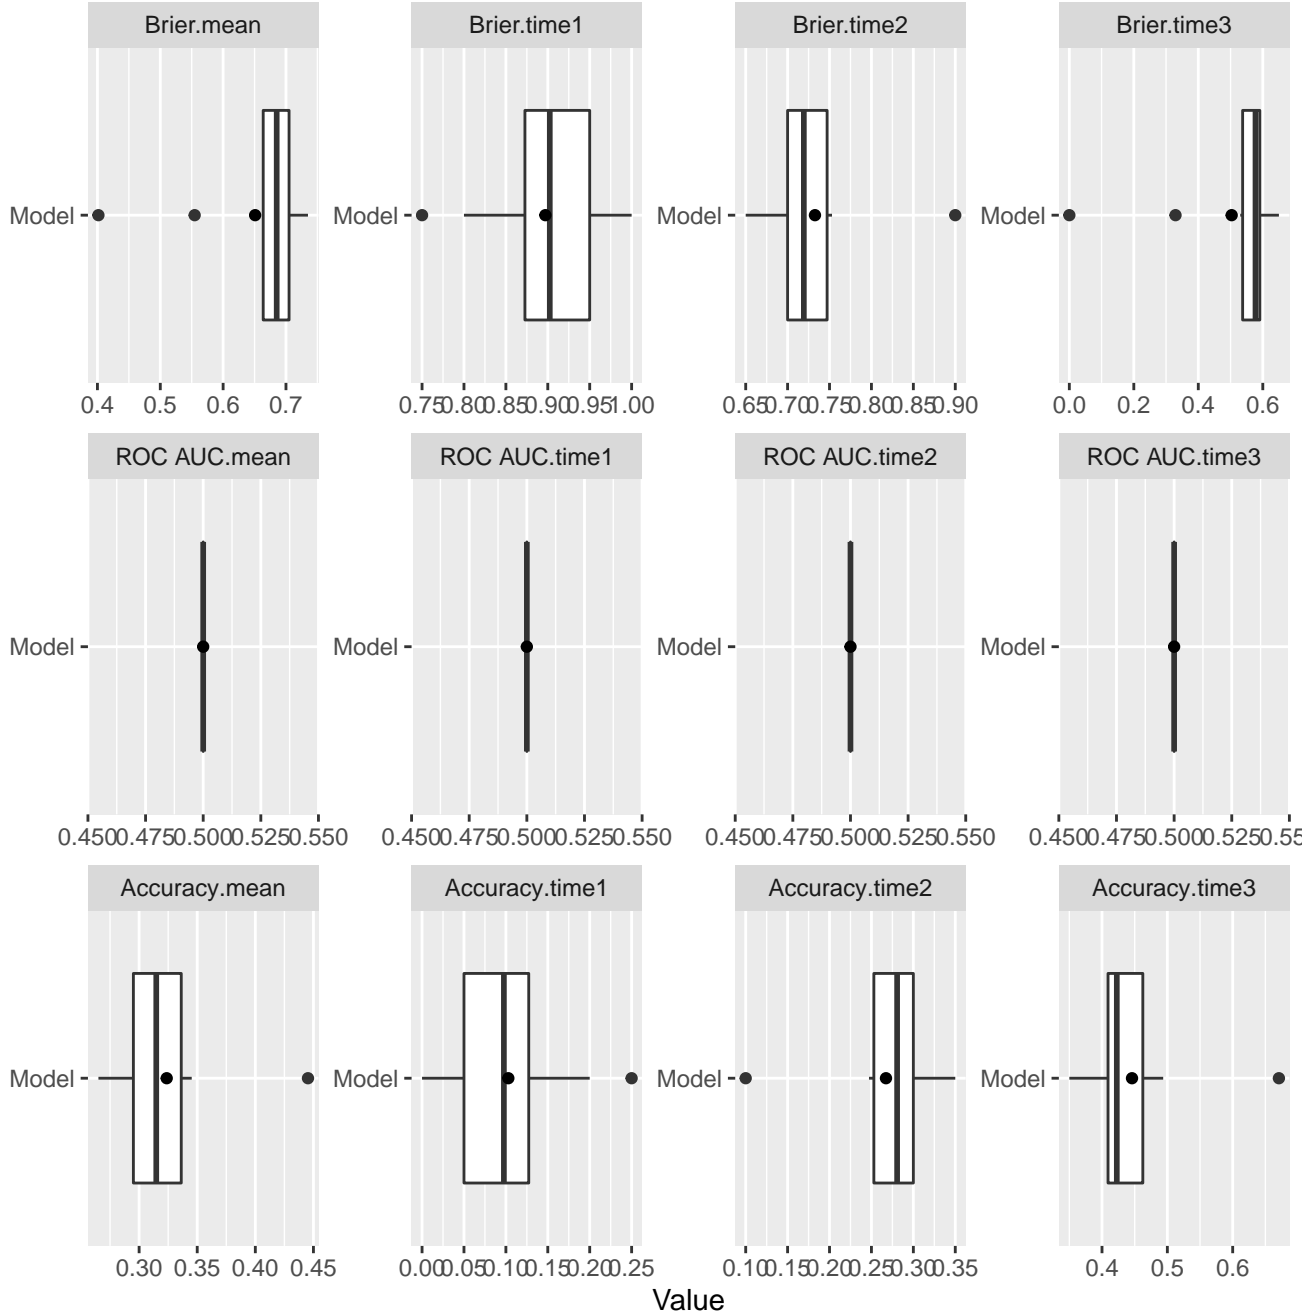 Brier.mean Brier.time1 Brier.time2 Brier.time3
Model Model Model Model
0.4 0.5 0.6 0.7 0.75 0.80 0.85 0.90 0.95 1.00 0.65 0.70 0.75 0.80 0.85 0.90 0.0 0.2 0.4 0.6
ROC AUC.mean ROC AUC.time1 ROC AUC.time2 ROC AUC.time3
Model Model Model Model
0.450 0.475 0.500 0.525 0.550 0.450 0.475 0.500 0.525 0.550 0.450 0.475 0.500 0.525 0.550 0.450 0.475 0.500 0.525 0.55
Accuracy.mean Accuracy.time1 Accuracy.time2 Accuracy.time3
Model Model Model Model
0.30 0.35 0.40 0.45 0.00 0.05 0.10 0.15 0.20 0.25 0.10 0.15 0.20 0.25 0.30 0.35 0.4 0.5 0.6
Value